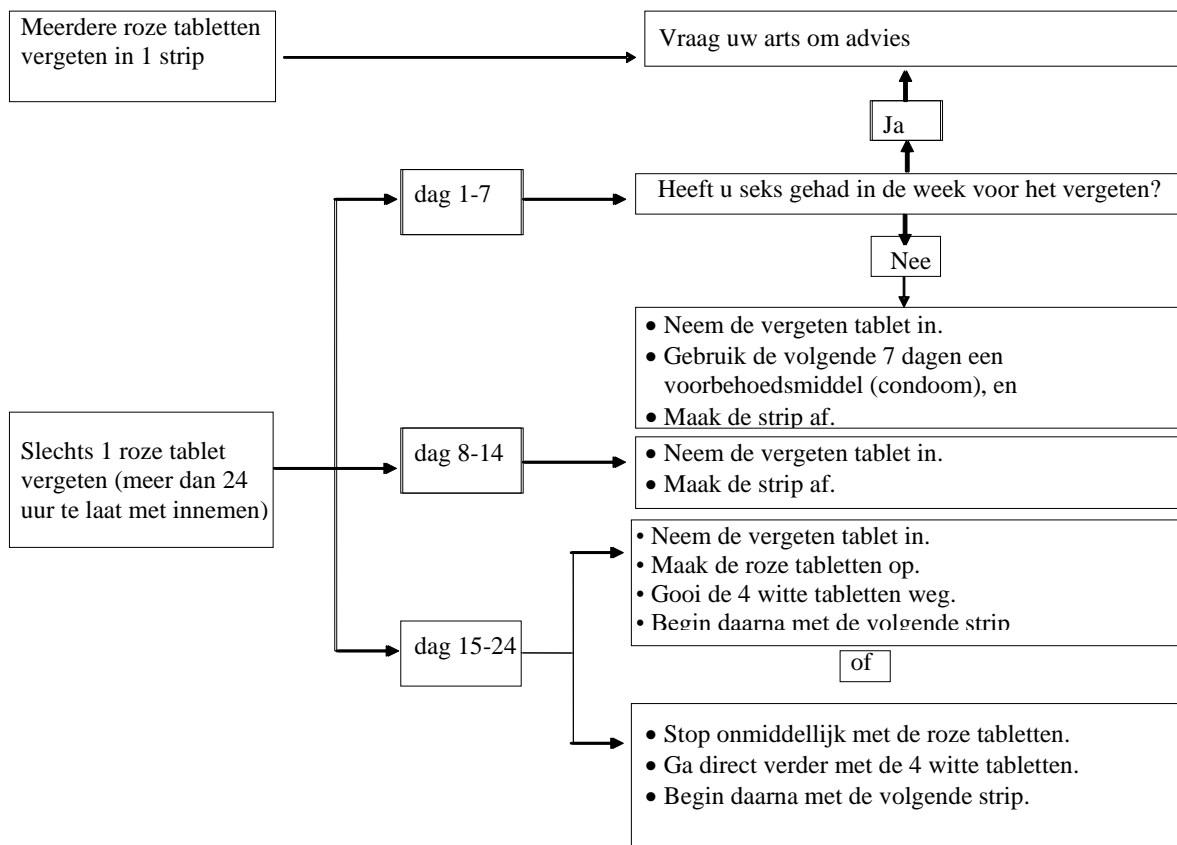 Meerdere roze tabletten
vergeten in 1 strip
Vraag uw arts om advies
Ja
dag 1-7
Heeft u seks gehad in de week voor het vergeten?
Nee
• Neem de vergeten tablet in.
• Gebruik de volgende 7 dagen een
voorbehoedsmiddel (condoom), en
• Maak de strip af.
Slechts 1 roze tablet
vergeten (meer dan 24
uur te laat met innemen)
dag 8-14
• Neem de vergeten tablet in.
• Maak de strip af.
dag 15-24
• Neem de vergeten tablet in.
• Maak de roze tabletten op.
• Gooi de 4 witte tabletten weg.
• Begin daarna met de volgende strip
of
• Stop onmiddellijk met de roze tabletten.
• Ga direct verder met de 4 witte tabletten.
• Begin daarna met de volgende strip.